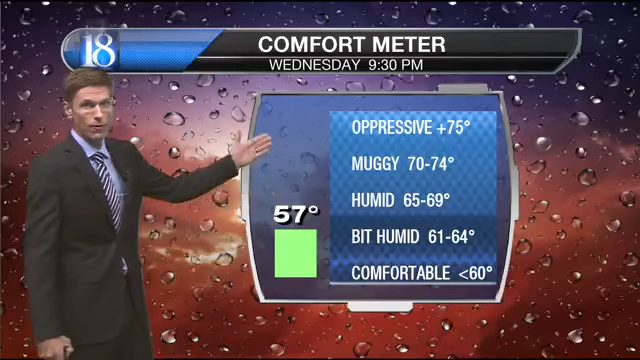 18
COMFORT METER
WEDNESDAY 9:30 PM
OPPRESSIVE +75°
MUGGY 70-74°
HUMID 65-69°
57°
BIT HUMID 61-64°
COMFORTABLE <60°